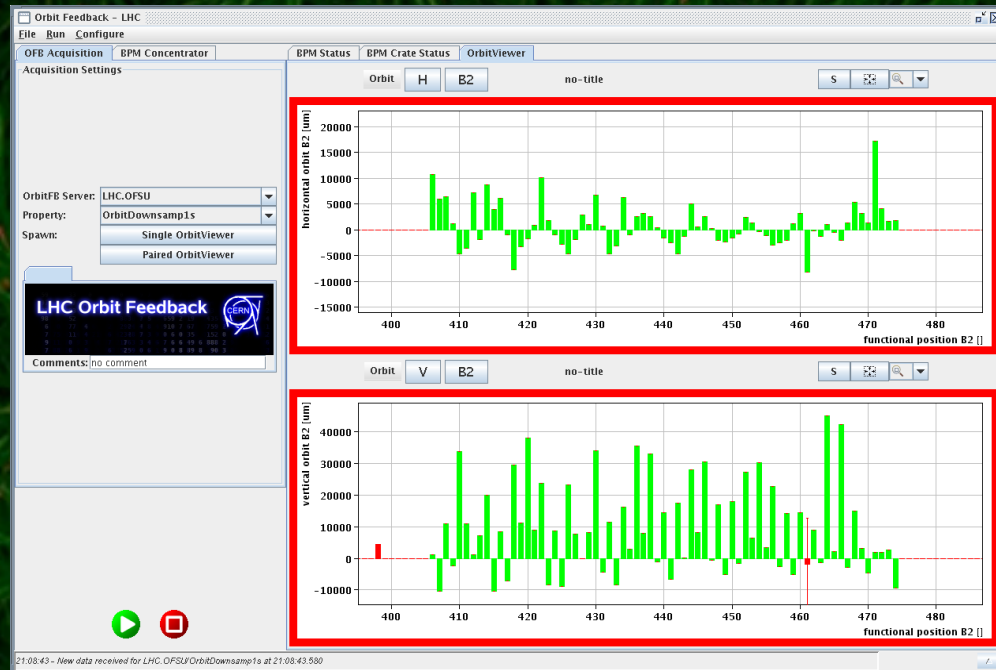 Orbit Feedback - LHC
File Run Configure
OFB Acquisition BPM Concentrator
BPM Status BPM Crate Status OrbitViewer
Acquisition Settings
OrbitFB Server: LHC.OFSU
Property: OrbitDownsamp1s
Spawn: Single OrbitViewer
Paired OrbitViewer
LHC Orbit Feedback CERN
Comments: no comment
Orbit H B2 no-title S
horizontal orbit B2 [um]
20000
15000
10000
5000
0
-5000
-10000
-15000
400 410 420 430 440 450 460 470 480
functional position B2 []
Orbit V B2 no-title S
vertical orbit B2 [um]
40000
30000
20000
10000
0
-10000
400 410 420 430 440 450 460 470 480
functional position B2 []
21:08:43 - New data received for LHC.OFSU/OrbitDownsamp1s at 21:08:43.580